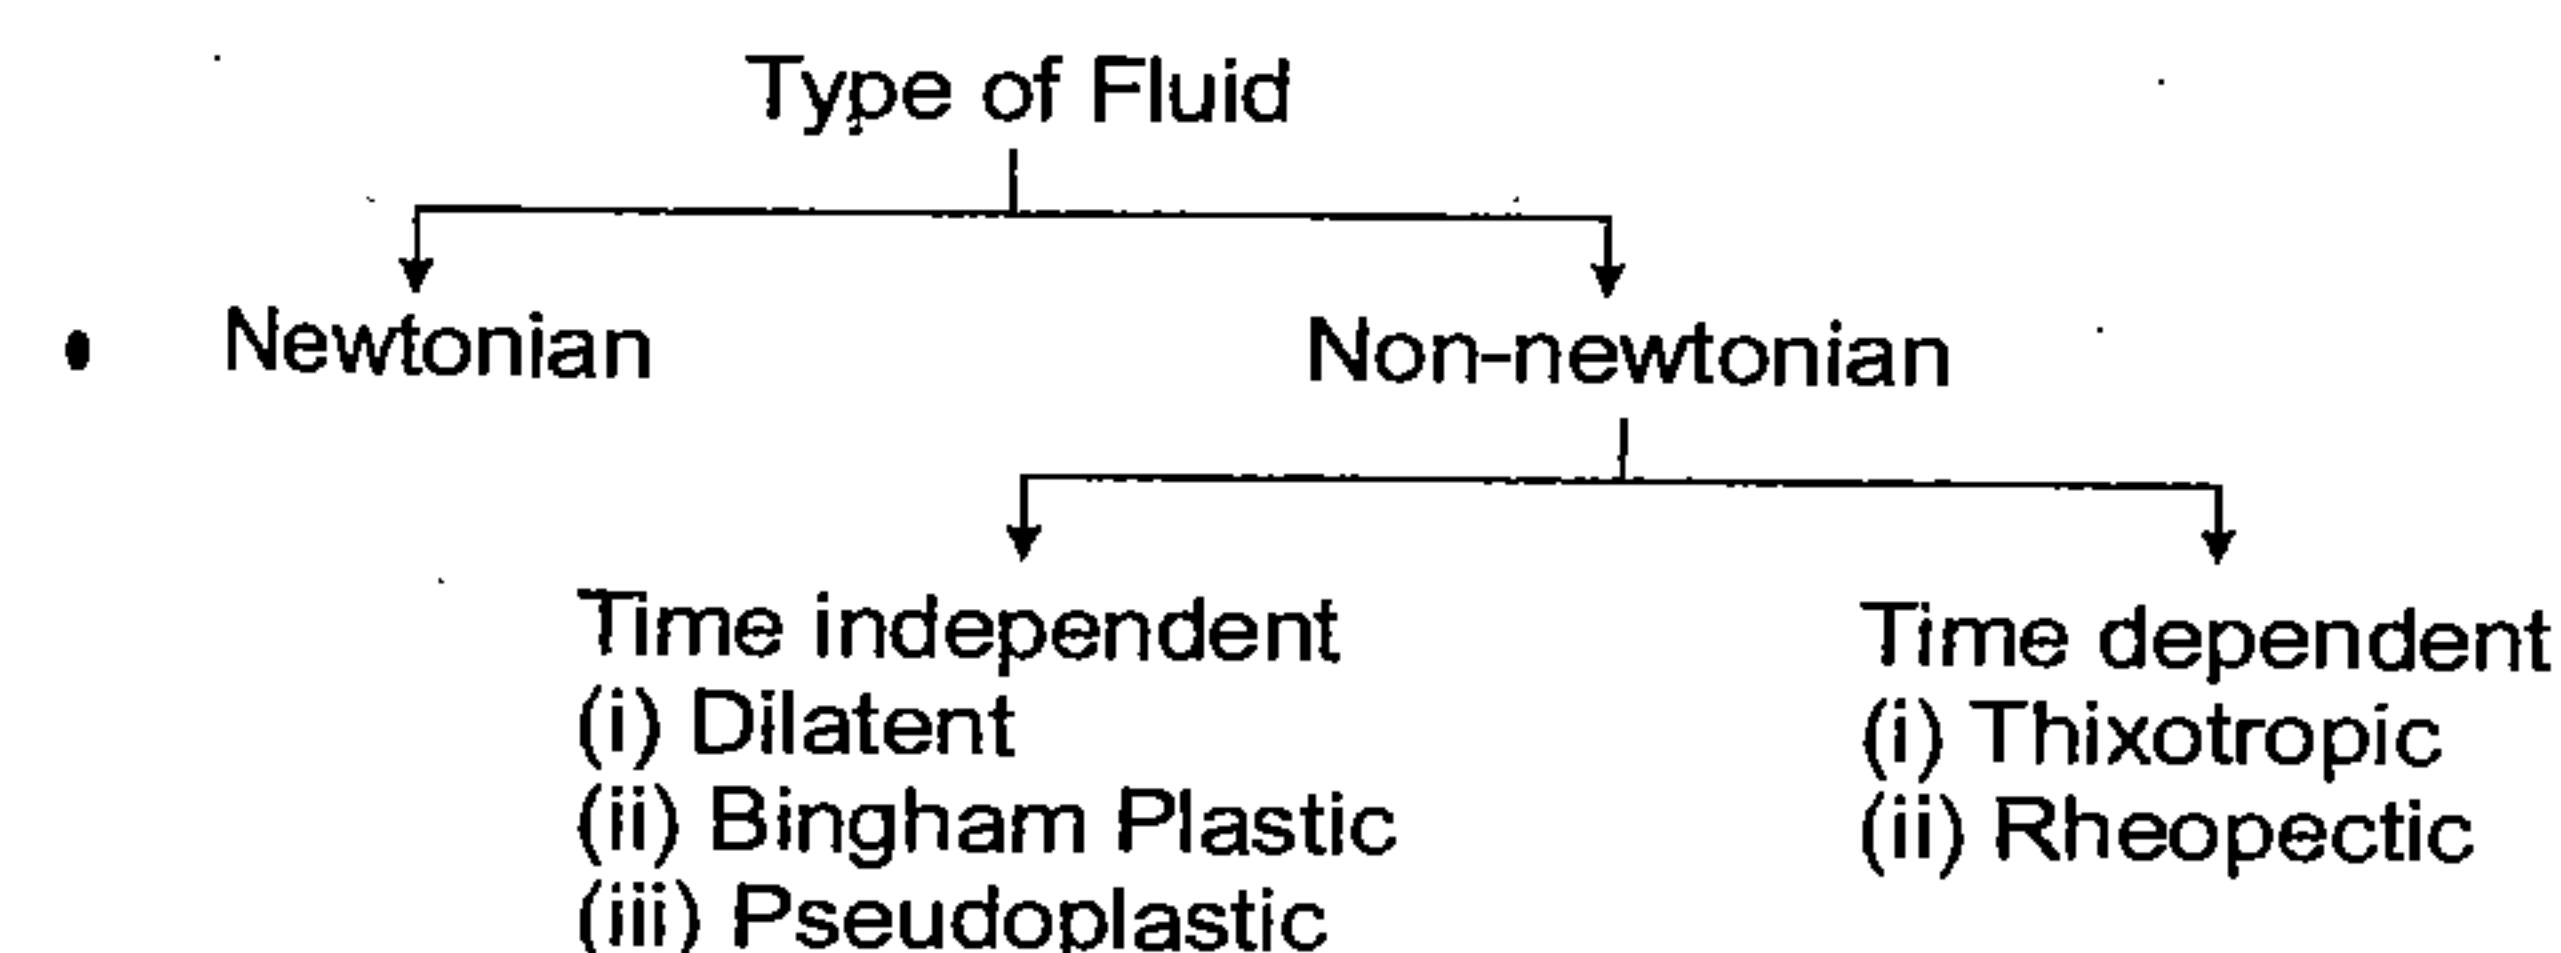 Type of Fluid
• Newtonian Non-newtonian
Time independent Time dependent
(i) Dilatent (i) Thixotropic
(ii) Bingham Plastic (ii) Rheopectic
(iii) Pseudoplastic